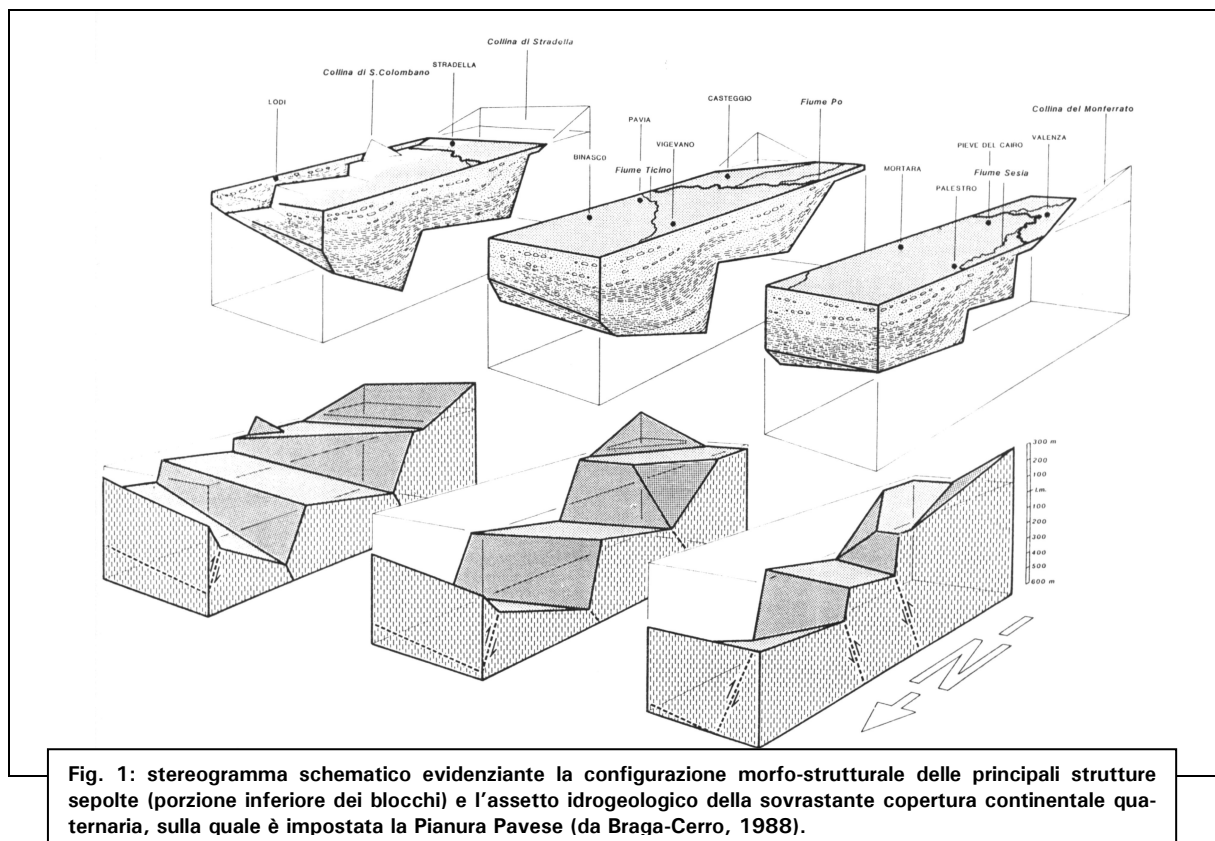 Collina di Stradella
STRADELLA
Collina di S.Colombano
LODI
CASTEGGIO
Fiume Po
PAVIA
VIGEVANO
BINASCO
Fiume Ticino
Collina del Monferrato
VALENZA
PIEVE DEL CAIRO
Fiume Sesia
MORTARA
PALESTRO
300 m
200
100
l.m.
100
200
300
400
500
600 m
N
Fig. 1: stereogramma schematico evidenziante la configurazione morfo-strutturale delle principali strutture
sepolte (porzione inferiore dei blocchi) e l'assetto idrogeologico della sovrastante copertura continentale qua-
ternaria, sulla quale è impostata la Pianura Pavese (da Braga-Cerro, 1988).